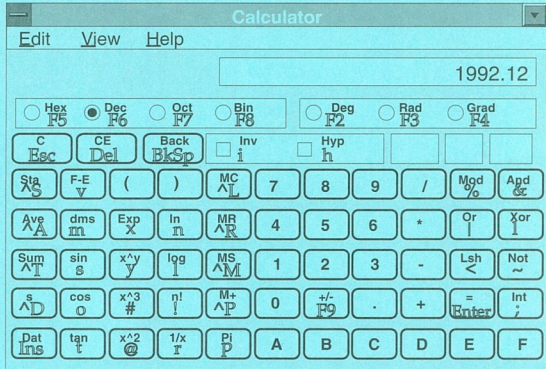 Calculator
Edit View Help
1992.12
Hex Dec Oct Bin Deg Rad Grad
F5 F6 F7 F8 F2 F3 F4
C CE Back Inv Hyp
Esc Del BkSp i h
Sta F-E ( ) MC 7 8 9 / Mod And
^S v ^L % &
Ave dms Exp ln MR 4 5 6 * Or Xor
^A m x n ^R |
Sum sin x^y log MS 1 2 3 - Lsh Not
^T s y l ^M < ~
s cos x^3 n! M+ 0 +/- . + = Int
^D o # ! ^P F9 Enter ;
Dat tan x^2 1/x Pi A B C D E F
Ins t @ r p